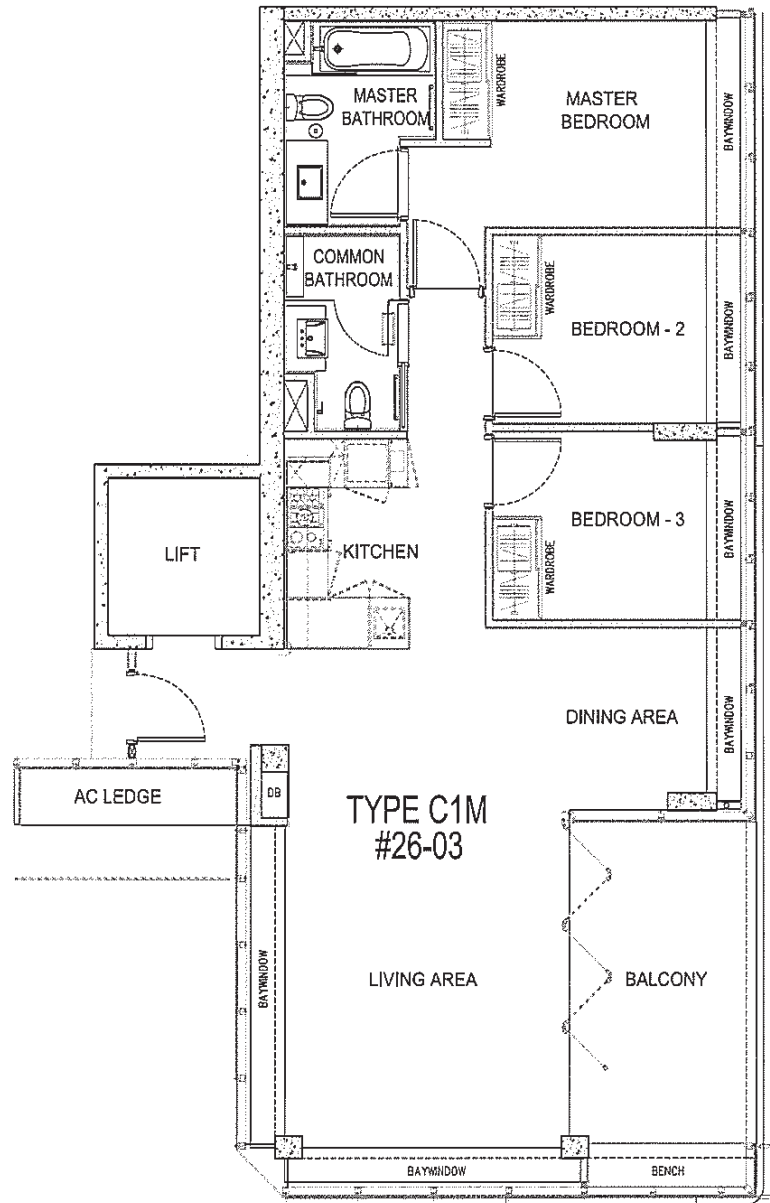 MASTER
BATHROOM
WARDROBE
MASTER
BEDROOM
BAYWINDOW
COMMON
BATHROOM
WARDROBE
BEDROOM - 2
BAYWINDOW
LIFT
KITCHEN
WARDROBE
BEDROOM - 3
BAYWINDOW
DINING AREA
BAYWINDOW
AC LEDGE
DB
TYPE C1M
#26-03
BAYWINDOW
LIVING AREA
BALCONY
BAYWINDOW
BENCH